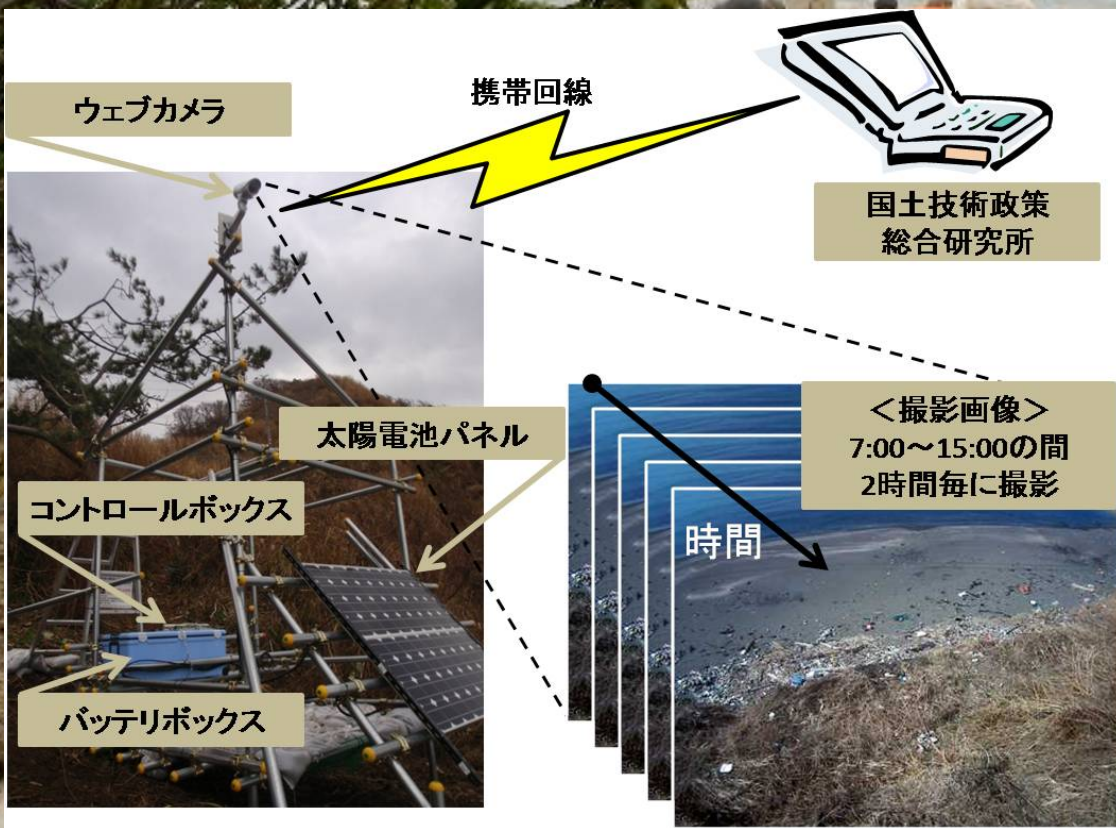 ウェブカメラ
携帯回線
国土技術政策
総合研究所
太陽電池パネル
＜撮影画像＞
7:00～15:00の間
2時間毎に撮影
コントロールボックス
時間
バッテリボックス